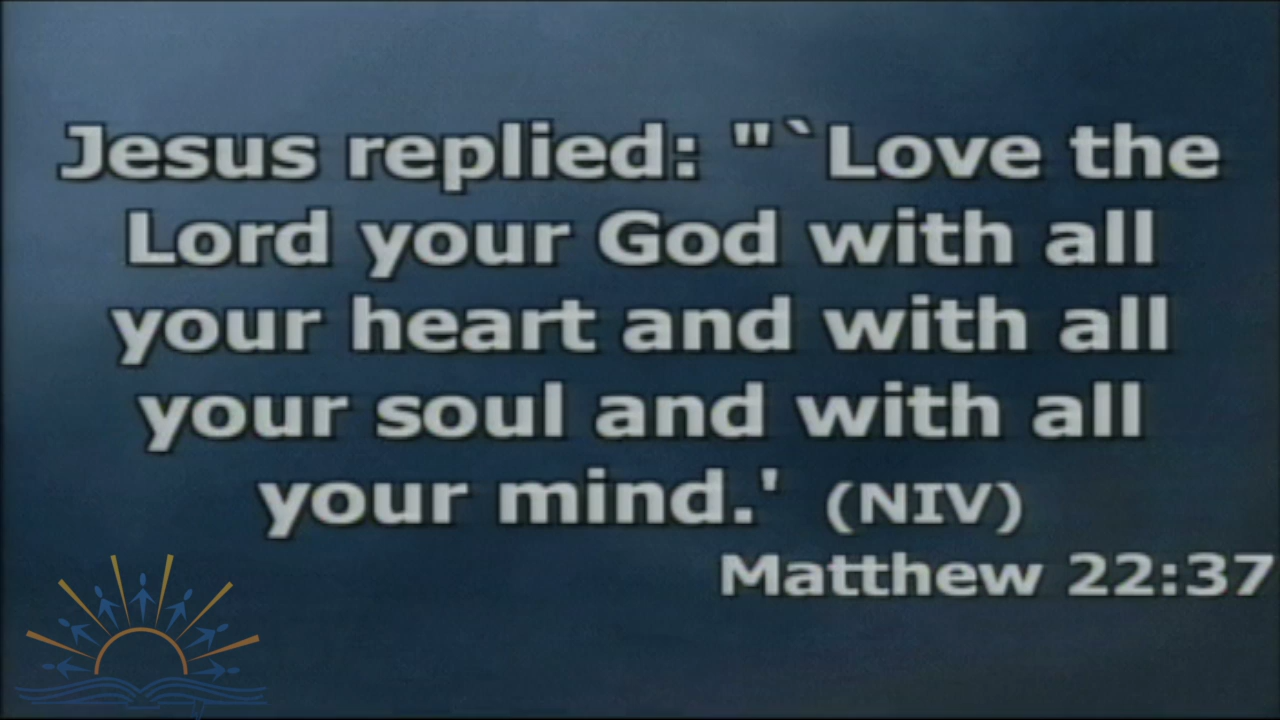 Jesus replied: "`Love the
Lord your God with all
your heart and with all
your soul and with all
your mind.' (NIV)
Matthew 22:37